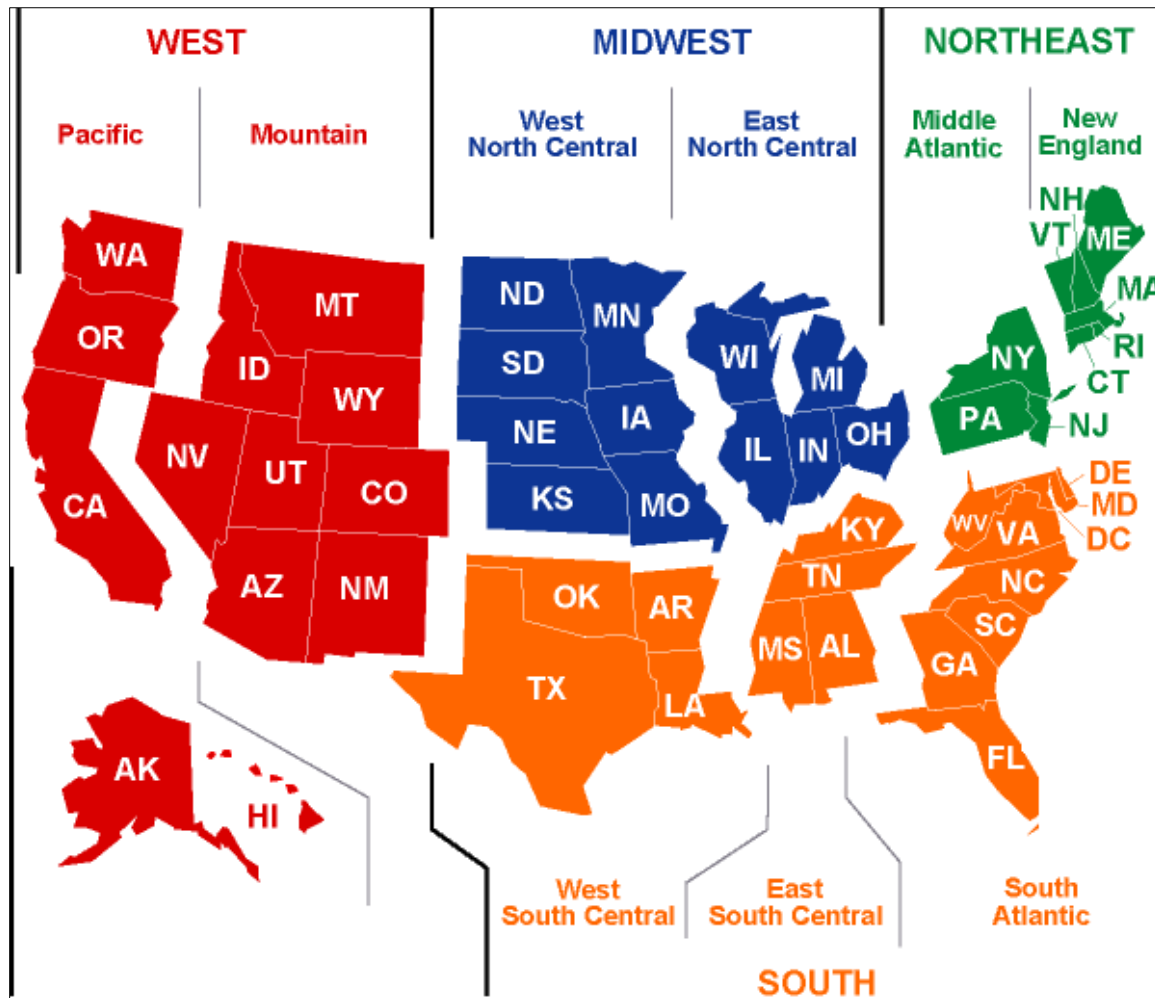 WEST
MIDWEST
NORTHEAST
Pacific
Mountain
West
North Central
East
North Central
Middle
Atlantic
New
England
NH
VT
ME
MA
RI
CT
NJ
NY
PA
WA
OR
CA
MT
ID
WY
NV
UT
CO
AZ
NM
ND
MN
SD
NE
IA
KS
MO
WI
MI
IL
IN
OH
DE
MD
DC
WV
VA
NC
SC
GA
FL
KY
TN
MS
AL
OK
AR
TX
LA
AK
HI
West
South Central
East
South Central
South
Atlantic
SOUTH